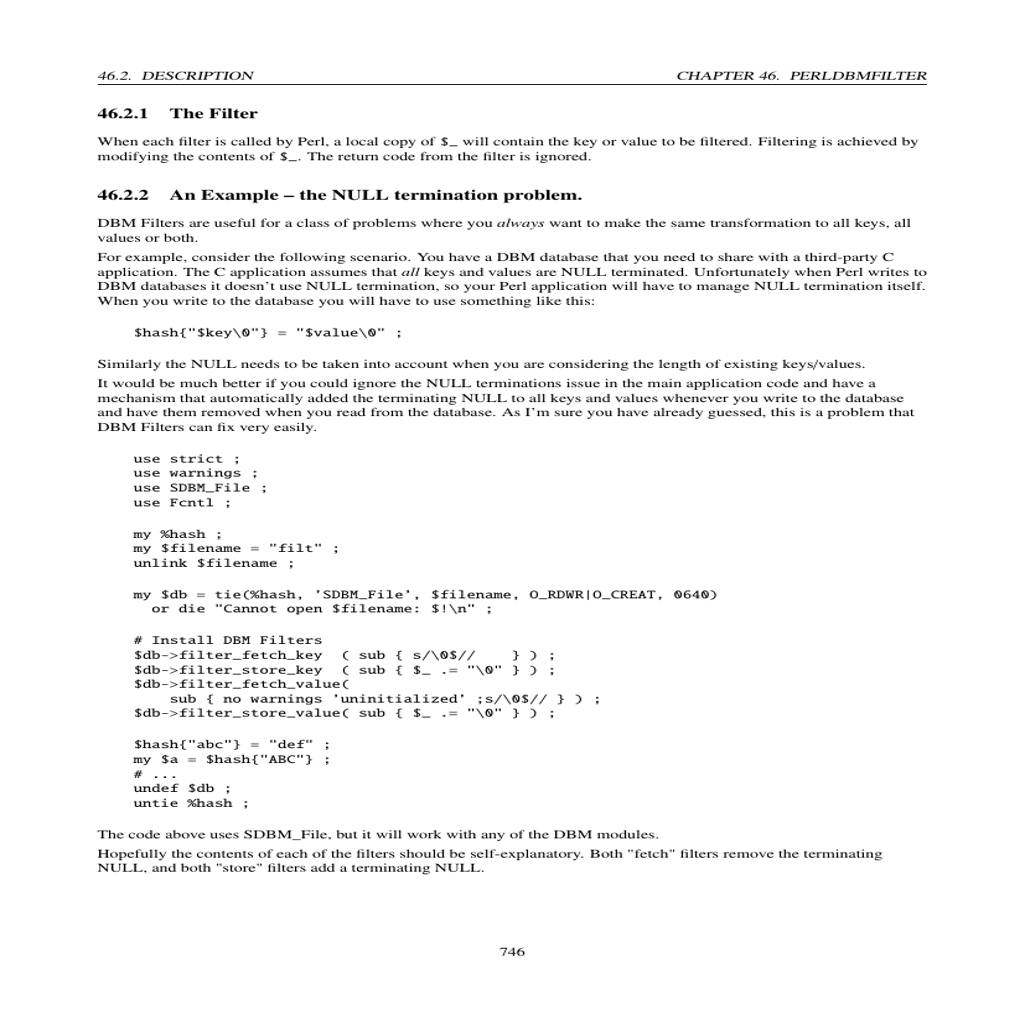 46.2. DESCRIPTION CHAPTER 46. PERLDBMFILTER
46.2.1 The Filter
When each filter is called by Perl, a local copy of $_ will contain the key or value to be filtered. Filtering is achieved by
modifying the contents of $_. The return code from the filter is ignored.
46.2.2 An Example – the NULL termination problem.
DBM Filters are useful for a class of problems where you always want to make the same transformation to all keys, all
values or both.
For example, consider the following scenario. You have a DBM database that you need to share with a third-party C
application. The C application assumes that all keys and values are NULL terminated. Unfortunately when Perl writes to
DBM databases it doesn't use NULL termination, so your Perl application will have to manage NULL termination itself.
When you write to the database you will have to use something like this:
$hash{"$key\0"} = "$value\0" ;
Similarly the NULL needs to be taken into account when you are considering the length of existing keys/values.
It would be much better if you could ignore the NULL terminations issue in the main application code and have a
mechanism that automatically added the terminating NULL to all keys and values whenever you write to the database
and have them removed when you read from the database. As I'm sure you have already guessed, this is a problem that
DBM Filters can fix very easily.
use strict ;
use warnings ;
use SDBM_File ;
use Fcntl ;
my %hash ;
my $filename = "filt" ;
unlink $filename ;
my $db = tie(%hash, 'SDBM_File', $filename, O_RDWR|O_CREAT, 0640)
or die "Cannot open $filename: $!\n" ;
# Install DBM Filters
$db->filter_fetch_key ( sub { s/\0$// } ) ;
$db->filter_store_key ( sub { $_ .= "\0" } ) ;
$db->filter_fetch_value(
sub { no warnings 'uninitialized' ;s/\0$// } ) ;
$db->filter_store_value( sub { $_ .= "\0" } ) ;
$hash{"abc"} = "def" ;
my $a = $hash{"ABC"} ;
# ...
undef $db ;
untie %hash ;
The code above uses SDBM_File, but it will work with any of the DBM modules.
Hopefully the contents of each of the filters should be self-explanatory. Both "fetch" filters remove the terminating
NULL, and both "store" filters add a terminating NULL.
746